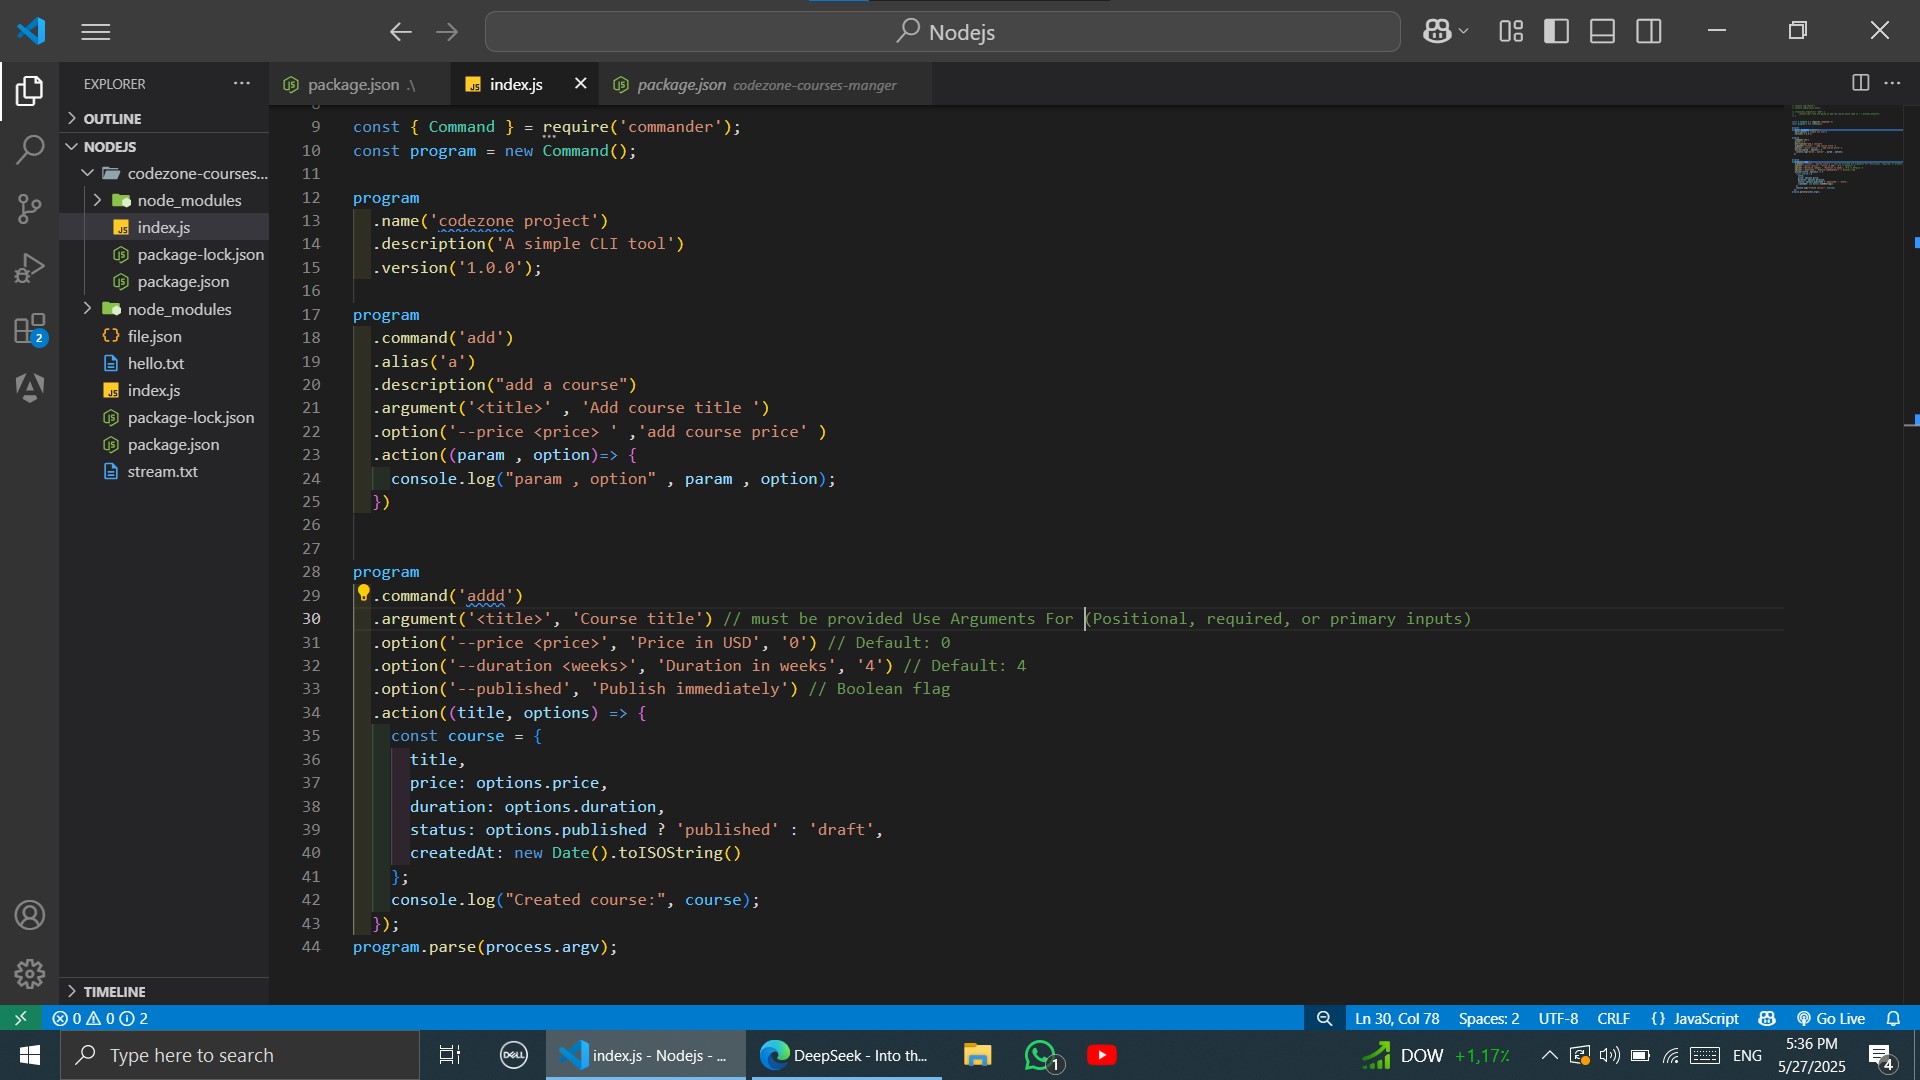 Nodejs
EXPLORER
OUTLINE
NODEJS
codezone-courses...
node_modules
index.js
package-lock.json
package.json
node_modules
file.json
hello.txt
index.js
package-lock.json
package.json
stream.txt
TIMELINE
2
package.json .\
index.js
package.json codezone-courses-manger
9 const { Command } = require('commander');
10 const program = new Command();
11
12 program
13 .name('codezone project')
14 .description('A simple CLI tool')
15 .version('1.0.0');
16
17 program
18 .command('add')
19 .alias('a')
20 .description("add a course")
21 .argument('<title>' , 'Add course title ')
22 .option('--price <price> ' ,'add course price' )
23 .action((param , option)=> {
24 console.log("param , option" , param , option);
25 })
26
27
28 program
29 .command('addd')
30 .argument('<title>', 'Course title') // must be provided Use Arguments For (Positional, required, or primary inputs)
31 .option('--price <price>', 'Price in USD', '0') // Default: 0
32 .option('--duration <weeks>', 'Duration in weeks', '4') // Default: 4
33 .option('--published', 'Publish immediately') // Boolean flag
34 .action((title, options) => {
35 const course = {
36 title,
37 price: options.price,
38 duration: options.duration,
39 status: options.published ? 'published' : 'draft',
40 createdAt: new Date().toISOString()
41 };
42 console.log("Created course:", course);
43 });
44 program.parse(process.argv);
0 0 2
Ln 30, Col 78 Spaces: 2 UTF-8 CRLF {} JavaScript Go Live
Type here to search
DELL
index.js - Nodejs - ...
DeepSeek - Into th...
1
DOW +1,17%
ENG
5:36 PM
5/27/2025
4